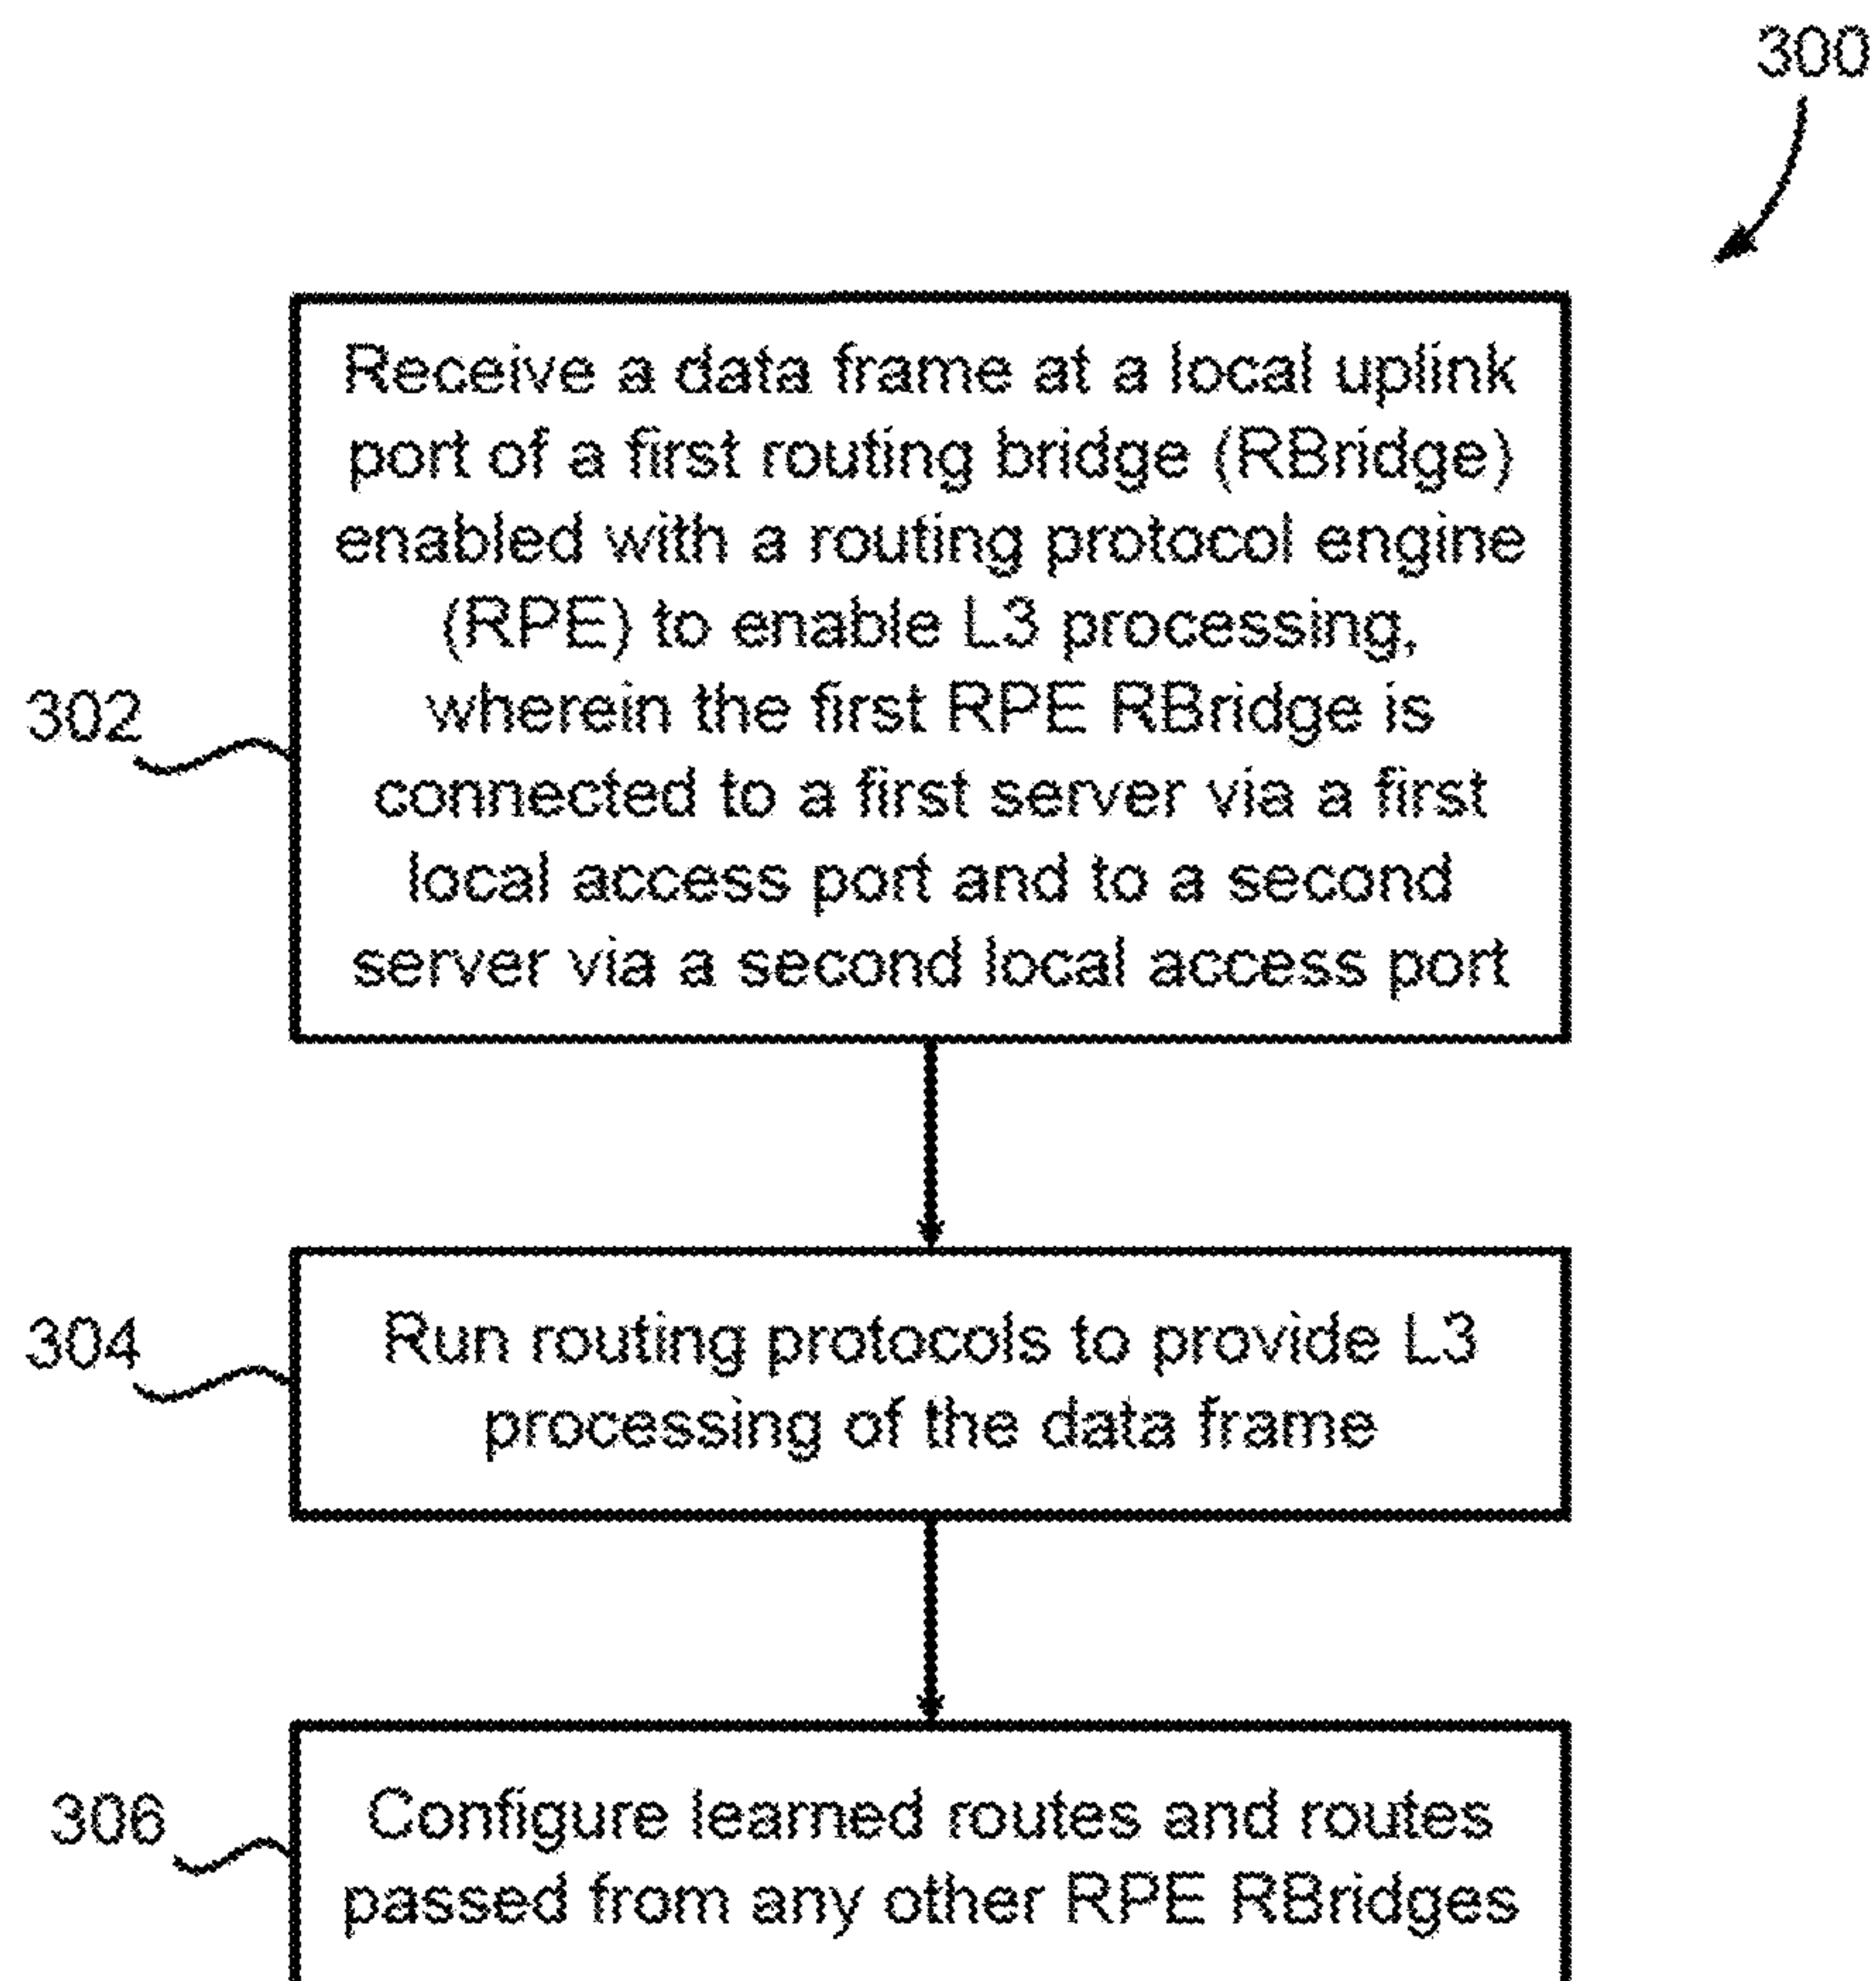 300
Receive a data frame at a local uplink
port of a first routing bridge (RBridge)
enabled with a routing protocol engine
(RPE) to enable L3 processing,
wherein the first RPE RBridge is
connected to a first server via a first
local access port and to a second
server via a second local access port
302
Run routing protocols to provide L3
processing of the data frame
304
Configure learned routes and routes
passed from any other RPE RBridges
306